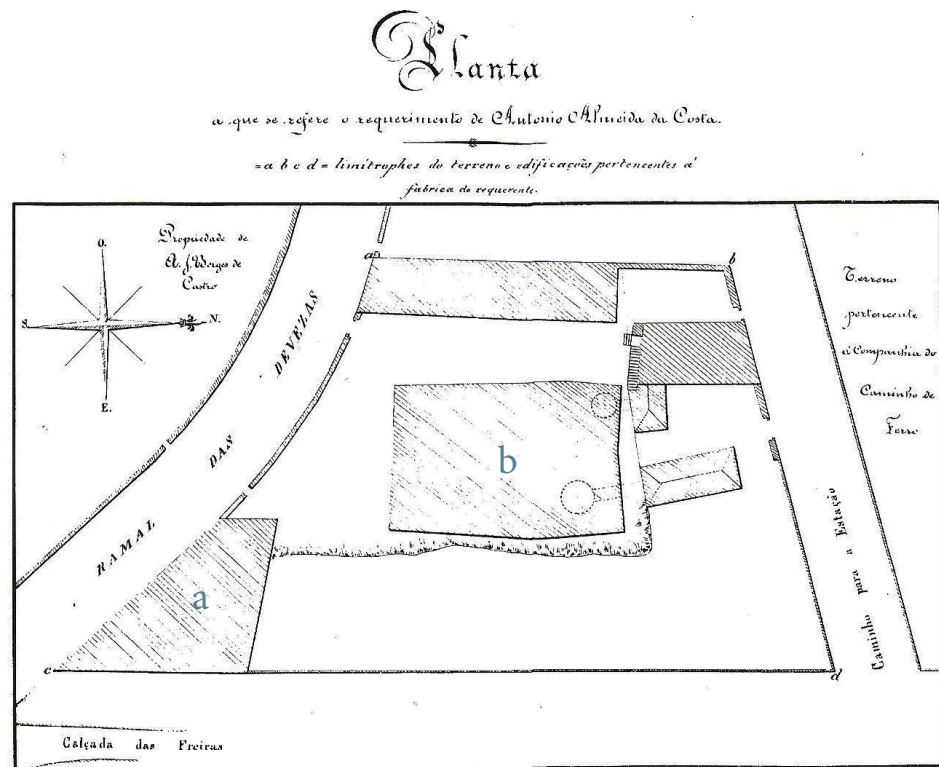 Planta
a que se refere o requerimento de Antonio Almeida da Costa.
= a b c d = limitrophes do terreno e edificações pertencentes á
fabrica do requerente.
O.
S.
N.
E.
Propriedade de
A. J. Borges de
Castro
a
b
Terreno
pertencente
á Companhia do
Caminho de
Ferro
RAMAL DAS DEVEZAS
b
a
Caminho para a Estação
c
d
Calçada das Freiras